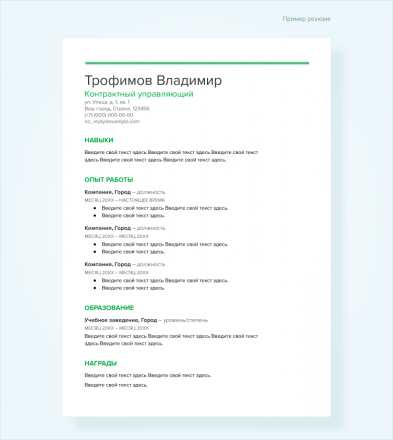 Пример резюме
Трофимов Владимир
Контрактный управляющий
ул. Улица, д. 1, кв. 1
Ваш город, Страна, 123456
(+7) (000) 000-00-00
no_reply@example.com
НАВЫКИ
Введите свой текст здесь Введите свой текст здесь Введите свой текст
здесь Введите свой текст здесь Введите свой текст здесь.
ОПЫТ РАБОТЫ
Компания, Город – должность
МЕСЯЦ 20XX – НАСТОЯЩЕЕ ВРЕМЯ
● Введите свой текст здесь Введите свой текст здесь.
● Введите свой текст здесь.
Компания, Город – должность
МЕСЯЦ 20XX – МЕСЯЦ 20XX
● Введите свой текст здесь Введите свой текст здесь.
● Введите свой текст здесь.
Компания, Город – должность
МЕСЯЦ 20XX – МЕСЯЦ 20XX
● Введите свой текст здесь Введите свой текст здесь.
● Введите свой текст здесь.
ОБРАЗОВАНИЕ
Учебное заведение, Город – уровень/степень
МЕСЯЦ 20XX – МЕСЯЦ 20XX
Введите свой текст здесь Введите свой текст здесь Введите свой текст
здесь Введите свой текст здесь Введите свой текст здесь.
НАГРАДЫ
Введите свой текст здесь Введите свой текст здесь.
Введите свой текст здесь.